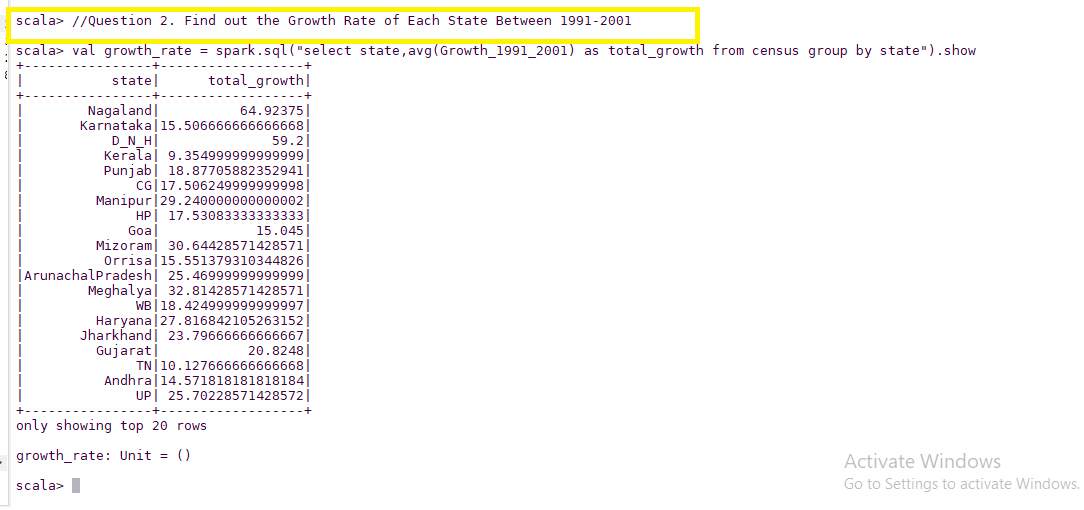 scala> //Question 2. Find out the Growth Rate of Each State Between 1991-2001
scala> val growth_rate = spark.sql("select state,avg(Growth_1991_2001) as total_growth from census group by state").show
+----------------+------------------+
|           state|      total_growth|
+----------------+------------------+
|        Nagaland|          64.92375|
|       Karnataka|15.506666666666668|
|           D_N_H|              59.2|
|          Kerala| 9.354999999999999|
|          Punjab| 18.87705882352941|
|              CG|17.506249999999998|
|         Manipur|29.240000000000002|
|              HP| 17.53083333333333|
|             Goa|            15.045|
|         Mizoram| 30.64428571428571|
|          Orrisa|15.551379310344826|
|ArunachalPradesh| 25.46999999999999|
|        Meghalya| 32.81428571428571|
|              WB|18.424999999999997|
|         Haryana|27.816842105263152|
|       Jharkhand| 23.79666666666667|
|         Gujarat|           20.8248|
|              TN|10.127666666666668|
|          Andhra|14.571818181818184|
|              UP| 25.70228571428572|
+----------------+------------------+
only showing top 20 rows
growth_rate: Unit = ()
scala>
Activate Windows
Go to Settings to activate Windows.